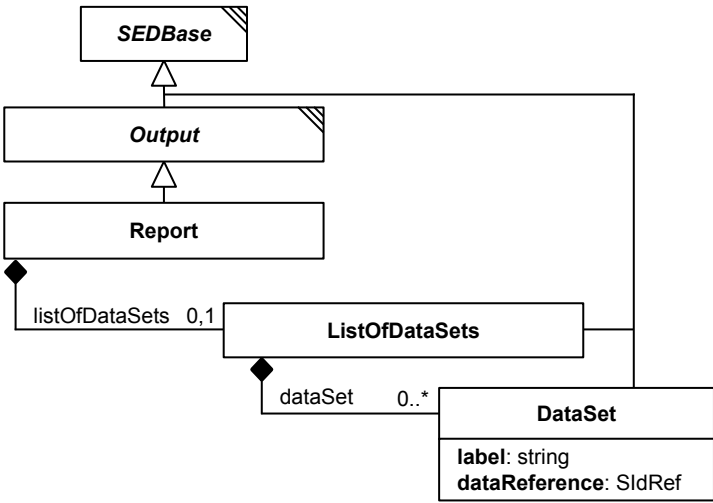 SEDBase
Output
Report
listOfDataSets 0,1
ListOfDataSets
dataSet 0..*
DataSet
label: string
dataReference: SIdRef